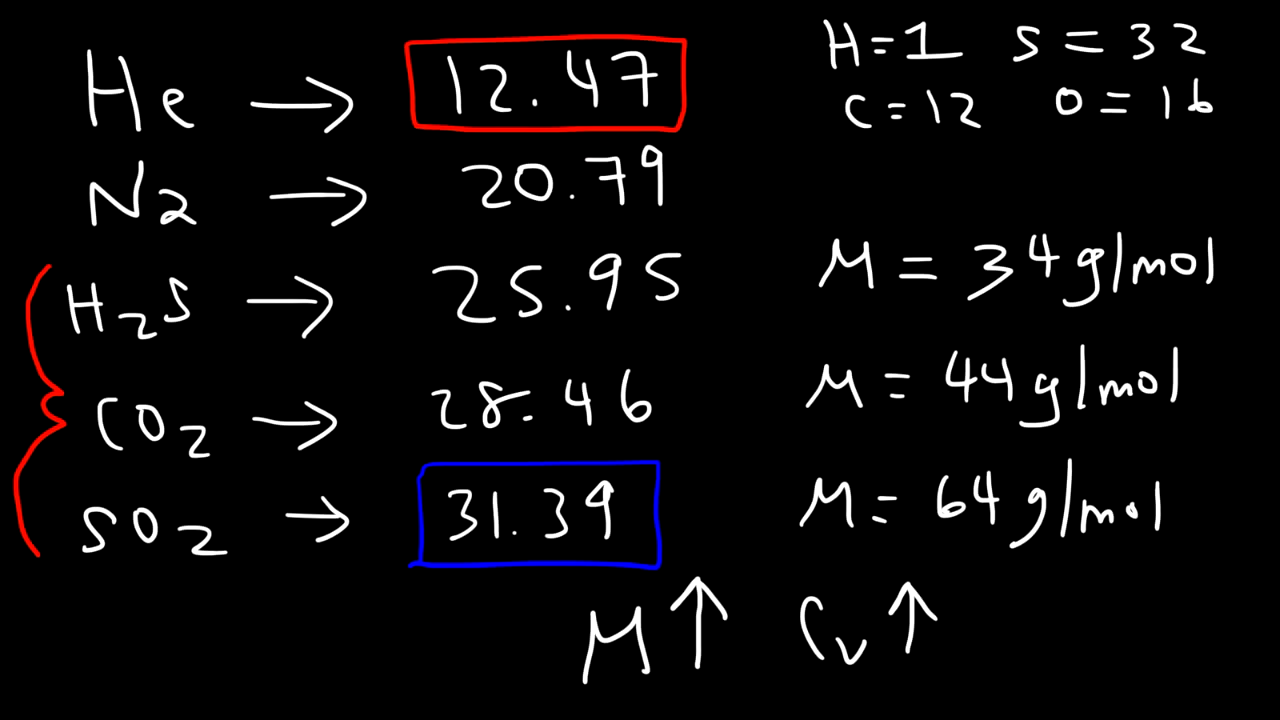 He → 12.47
N2 → 20.79
H2S → 25.95
CO2 → 28.46
SO2 → 31.39
H = 1 S = 32
C = 12 O = 16
M = 34 g/mol
M = 44 g/mol
M = 64 g/mol
M ↑ Cv ↑